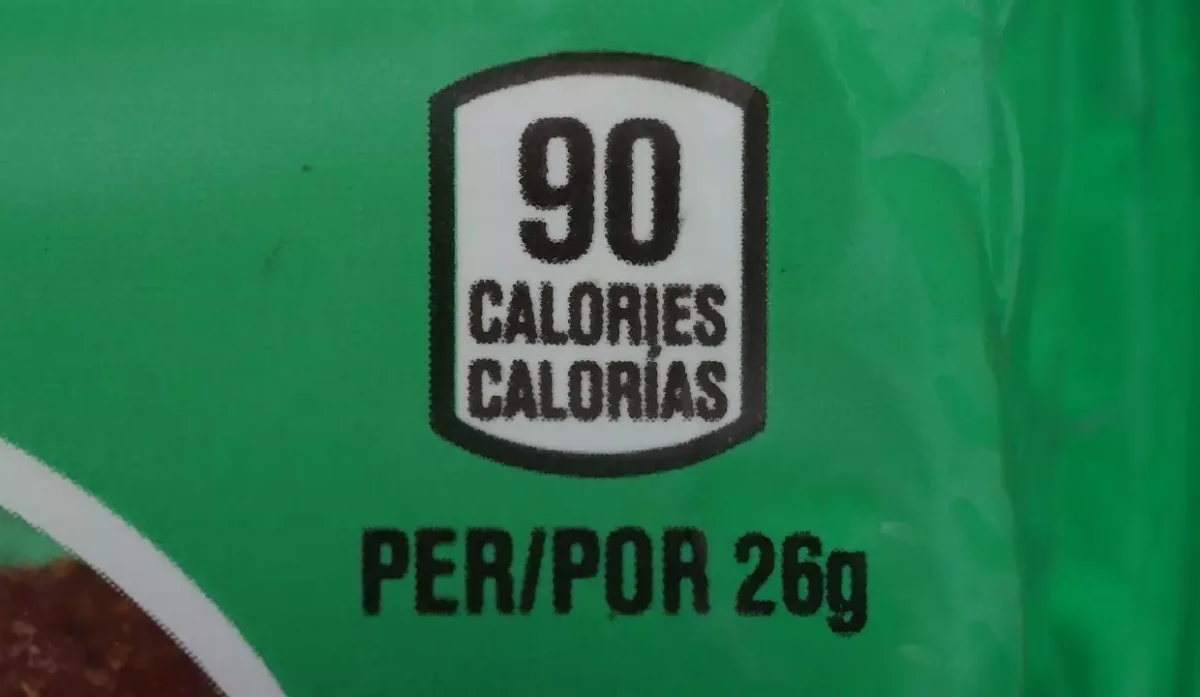 90
CALORIES
CALORÍAS
PER/POR 26g